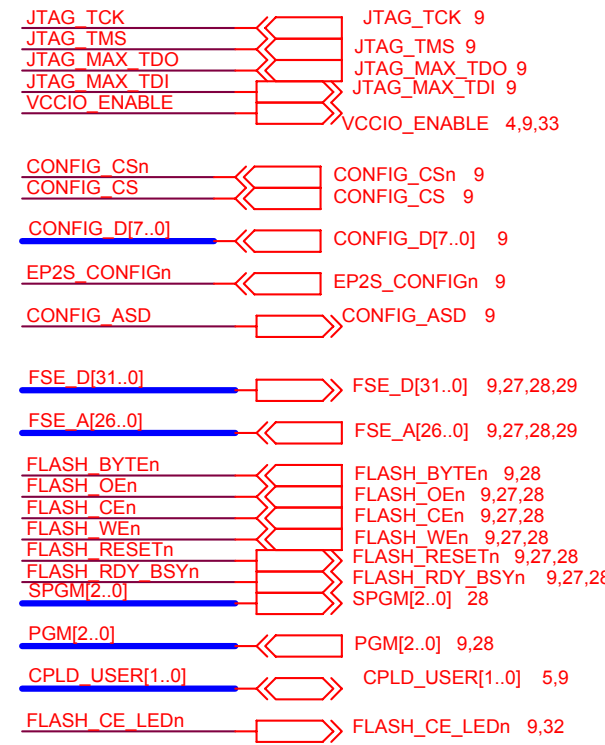 JTAG_TCK JTAG_TCK 9
JTAG_TMS JTAG_TMS 9
JTAG_MAX_TDO JTAG_MAX_TDO 9
JTAG_MAX_TDI JTAG_MAX_TDI 9
VCCIO_ENABLE VCCIO_ENABLE 4,9,33
CONFIG_CSn CONFIG_CSn 9
CONFIG_CS CONFIG_CS 9
CONFIG_D[7..0] CONFIG_D[7..0] 9
EP2S_CONFIGn EP2S_CONFIGn 9
CONFIG_ASD CONFIG_ASD 9
FSE_D[31..0] FSE_D[31..0] 9,27,28,29
FSE_A[26..0] FSE_A[26..0] 9,27,28,29
FLASH_BYTEn FLASH_BYTEn 9,28
FLASH_OEn FLASH_OEn 9,27,28
FLASH_CEn FLASH_CEn 9,27,28
FLASH_WEn FLASH_WEn 9,27,28
FLASH_RESETn FLASH_RESETn 9,27,28
FLASH_RDY_BSYn FLASH_RDY_BSYn 9,27,28
SPGM[2..0] SPGM[2..0] 28
PGM[2..0] PGM[2..0] 9,28
CPLD_USER[1..0] CPLD_USER[1..0] 5,9
FLASH_CE_LEDn FLASH_CE_LEDn 9,32